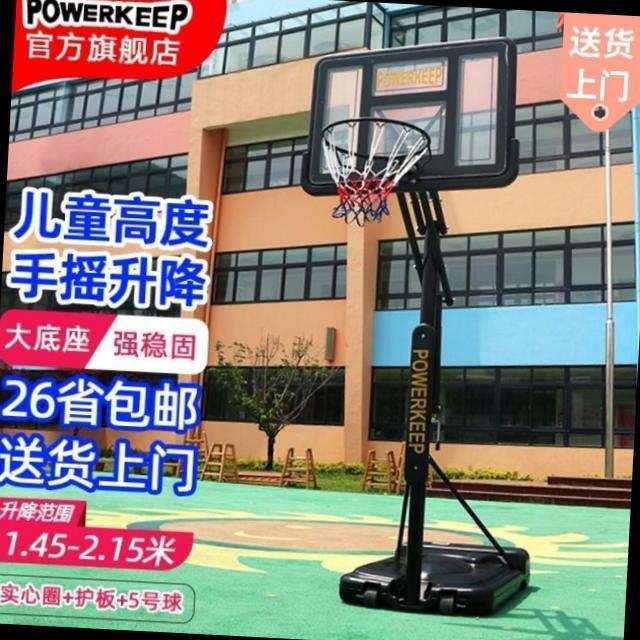 POWERKEEP
官方旗舰店
送货
上门
POWERKEEP
儿童高度
手摇升降
大底座
强稳固
POWERKEEP
26省包邮
送货上门
升降范围
1.45-2.15米
实心圈+护板+5号球